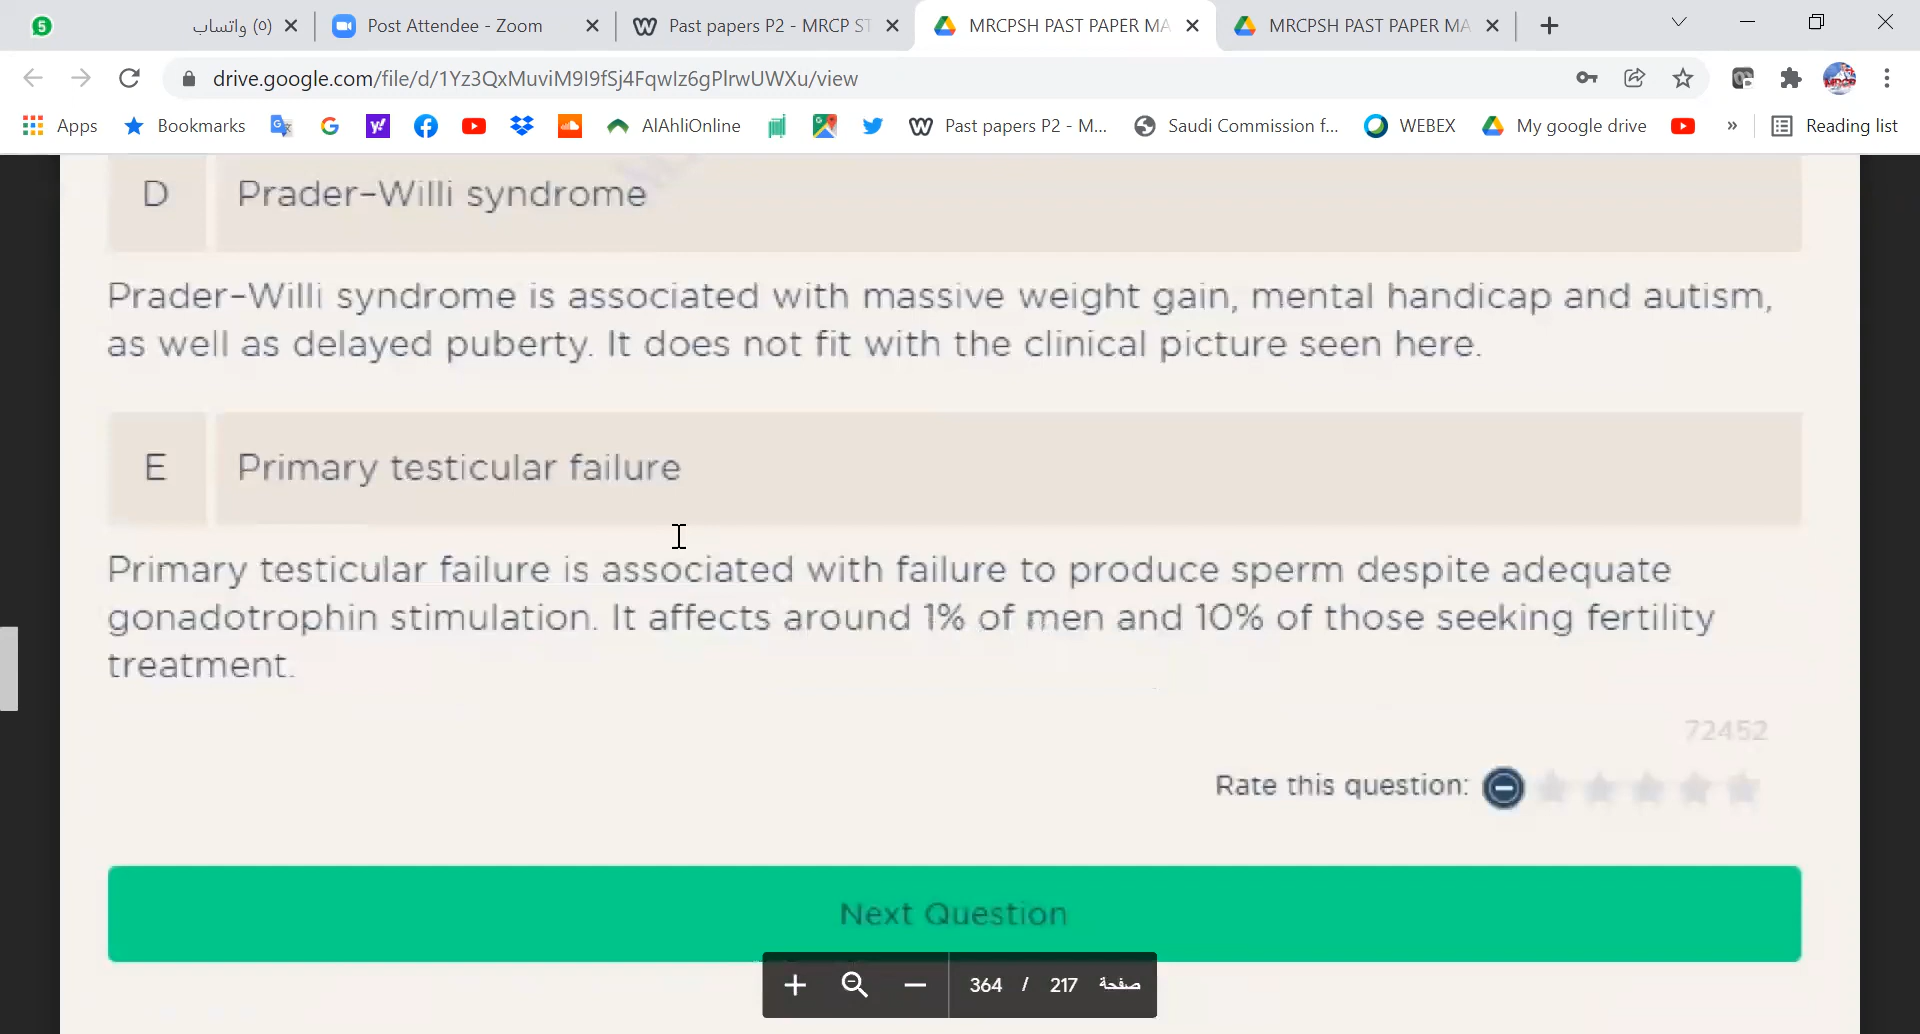 واتساب (٥)
Post Attendee - Zoom
Past papers P2 - MRCP ST
MRCPSH PAST PAPER MA
MRCPSH PAST PAPER MA
drive.google.com/file/d/1Yz3QxMuviM9I9fSj4FqwIz6gPlrwUWXu/view
Apps
Bookmarks
AlAhliOnline
Past papers P2 - M...
Saudi Commission f...
WEBEX
My google drive
»
Reading list
D
Prader-Willi syndrome
Prader-Willi syndrome is associated with massive weight gain, mental handicap and autism,
as well as delayed puberty. It does not fit with the clinical picture seen here.
E
Primary testicular failure
Primary testicular failure is associated with failure to produce sperm despite adequate
gonadotrophin stimulation. It affects around 1% of men and 10% of those seeking fertility
treatment.
72452
Rate this question:
Next Question
364 / 217 صفحة